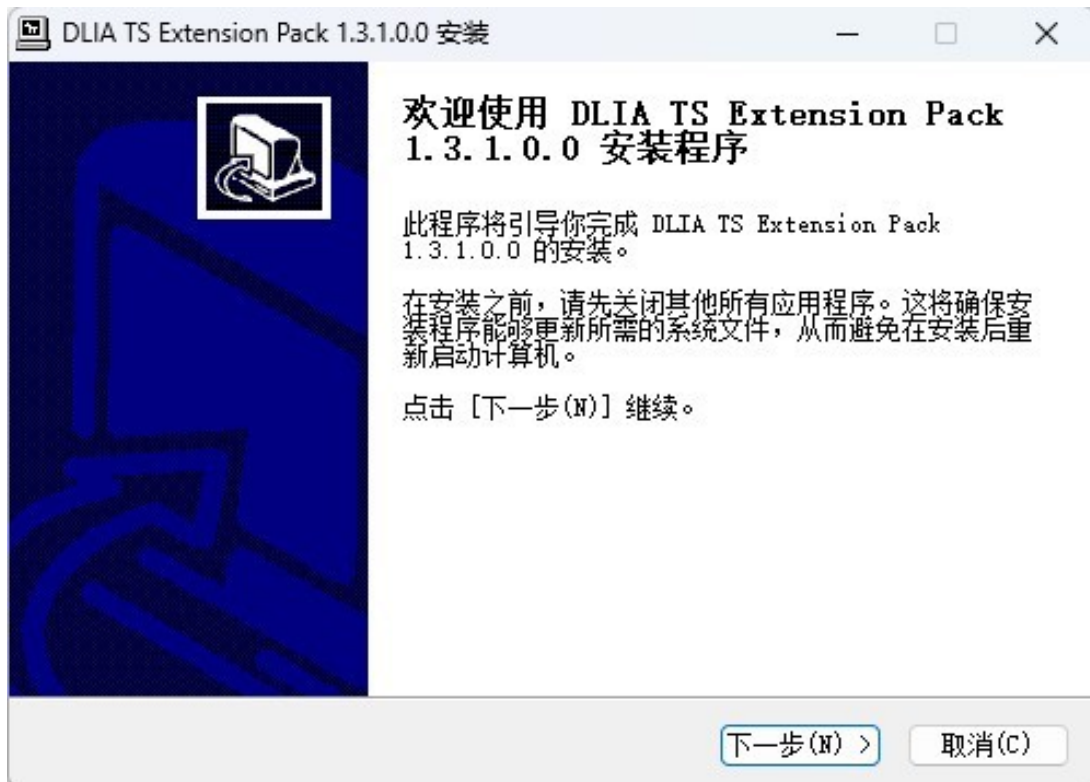 DLIA TS Extension Pack 1.3.1.0.0 安装
欢迎使用 DLIA TS Extension Pack
1.3.1.0.0 安装程序
此程序将引导你完成 DLIA TS Extension Pack
1.3.1.0.0 的安装。
在安装之前，请先关闭其他所有应用程序。这将确保安
装程序能够更新所需的系统文件，从而避免在安装后重
新启动计算机。
点击 [下一步(N)] 继续。
下一步(N) >
取消(C)